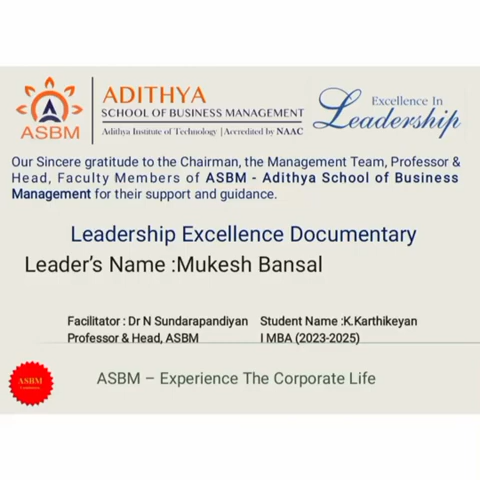 ASBM
ADITHYA
SCHOOL OF BUSINESS MANAGEMENT
Adithya Institute of Technology | Accredited by NAAC
Excellence In
Leadership
Our Sincere gratitude to the Chairman, the Management Team, Professor &
Head, Faculty Members of ASBM - Adithya School of Business
Management for their support and guidance.
Leadership Excellence Documentary
Leader’s Name :Mukesh Bansal
Facilitator : Dr N Sundarapandiyan
Professor & Head, ASBM
Student Name :K.Karthikeyan
I MBA (2023-2025)
ASBM
ASBM – Experience The Corporate Life